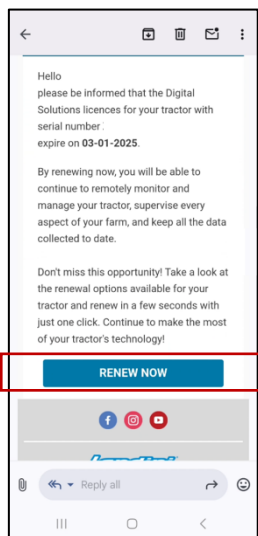 Hello
please be informed that the Digital
Solutions licences for your tractor with
serial number :
expire on 03-01-2025.
By renewing now, you will be able to
continue to remotely monitor and
manage your tractor, supervise every
aspect of your farm, and keep all the data
collected to date.
Don't miss this opportunity! Take a look at
the renewal options available for your
tractor and renew in a few seconds with
just one click. Continue to make the most
of your tractor's technology!
RENEW NOW
Reply all